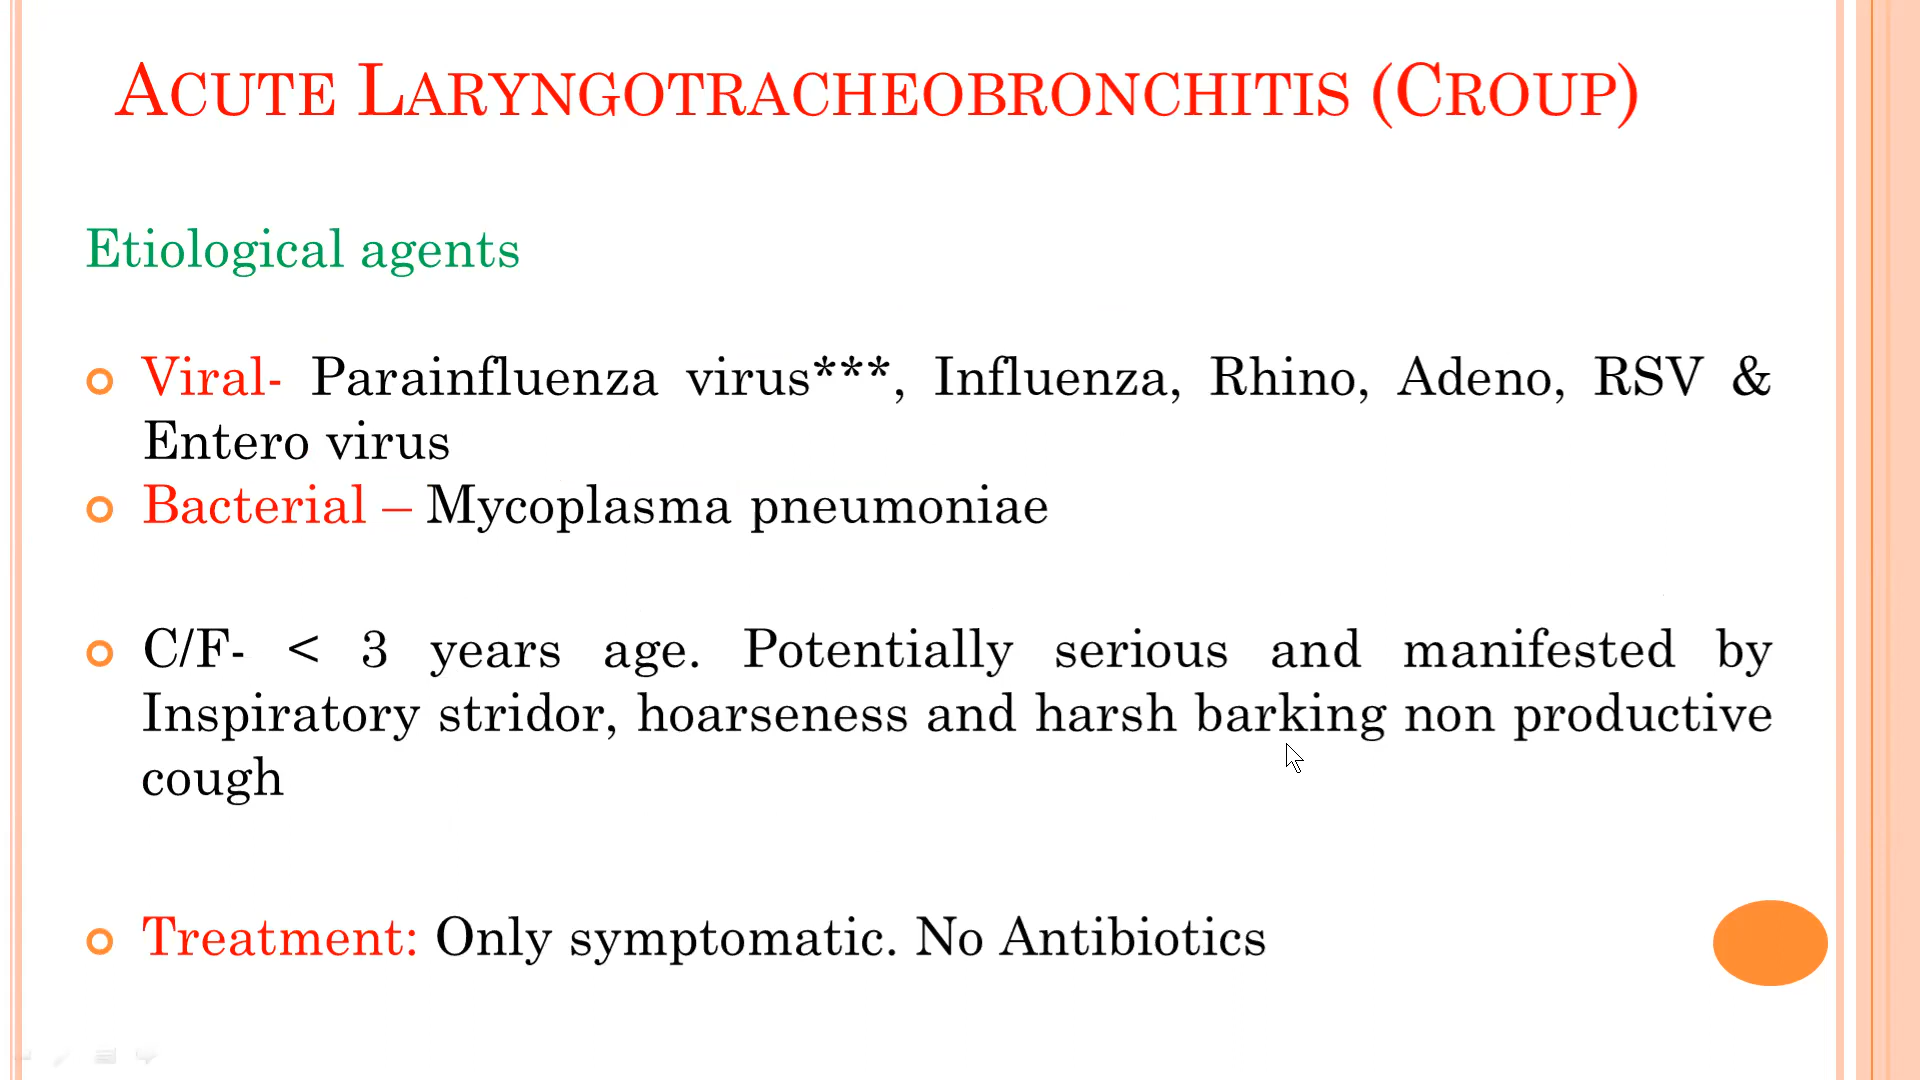 ACUTE LARYNGOTRACHEOBRONCHITIS (CROUP)
Etiological agents
Viral- Parainfluenza virus***, Influenza, Rhino, Adeno, RSV &
Entero virus
Bacterial – Mycoplasma pneumoniae
C/F- < 3 years age. Potentially serious and manifested by
Inspiratory stridor, hoarseness and harsh barking non productive
cough
Treatment: Only symptomatic. No Antibiotics